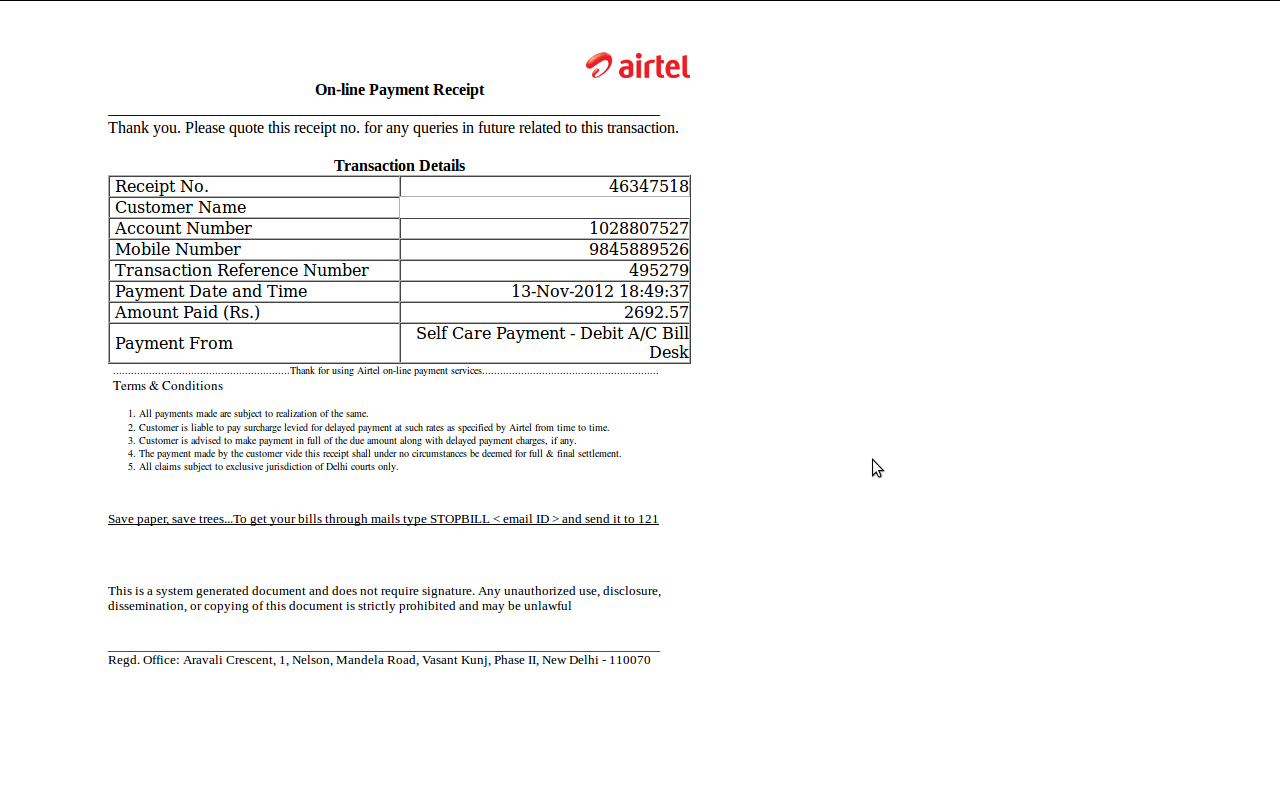 airtel
On-line Payment Receipt
Thank you. Please quote this receipt no. for any queries in future related to this transaction.
Transaction Details
Receipt No. 46347518
Customer Name
Account Number 1028807527
Mobile Number 9845889526
Transaction Reference Number 495279
Payment Date and Time 13-Nov-2012 18:49:37
Amount Paid (Rs.) 2692.57
Payment From Self Care Payment - Debit A/C Bill
Desk
............................................................Thank for using Airtel on-line payment services............................................................
Terms & Conditions
1. All payments made are subject to realization of the same.
2. Customer is liable to pay surcharge levied for delayed payment at such rates as specified by Airtel from time to time.
3. Customer is advised to make payment in full of the due amount along with delayed payment charges, if any.
4. The payment made by the customer vide this receipt shall under no circumstances be deemed for full & final settlement.
5. All claims subject to exclusive jurisdiction of Delhi courts only.
Save paper, save trees...To get your bills through mails type STOPBILL < email ID > and send it to 121
This is a system generated document and does not require signature. Any unauthorized use, disclosure,
dissemination, or copying of this document is strictly prohibited and may be unlawful
Regd. Office: Aravali Crescent, 1, Nelson, Mandela Road, Vasant Kunj, Phase II, New Delhi - 110070